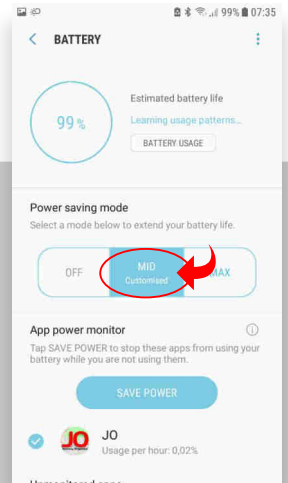 99% 07:35
BATTERY
99%
Estimated battery life
Learning usage patterns...
BATTERY USAGE
Power saving mode
Select a mode below to extend your battery life.
OFF
MID
Customised
MAX
App power monitor
Tap SAVE POWER to stop these apps from using your
battery while you are not using them.
SAVE POWER
JO
JO
Usage per hour: 0,02%